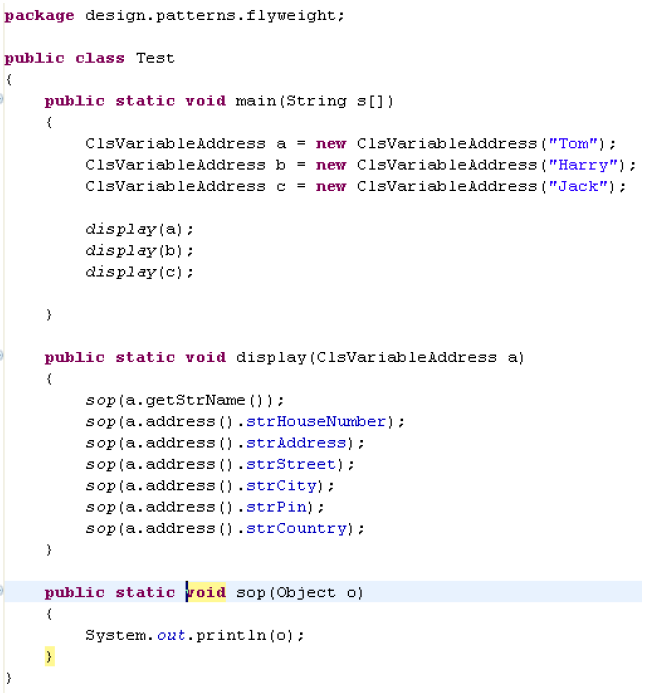 package design.patterns.flyweight;
public class Test
{
public static void main(String s[])
{
ClsVariableAddress a = new ClsVariableAddress("Tom");
ClsVariableAddress b = new ClsVariableAddress("Harry");
ClsVariableAddress c = new ClsVariableAddress("Jack");
display(a);
display(b);
display(c);
}
public static void display(ClsVariableAddress a)
{
sop(a.getStrName());
sop(a.address().strHouseNumber);
sop(a.address().strAddress);
sop(a.address().strStreet);
sop(a.address().strCity);
sop(a.address().strPin);
sop(a.address().strCountry);
}
public static void sop(Object o)
{
System.out.println(o);
}
}